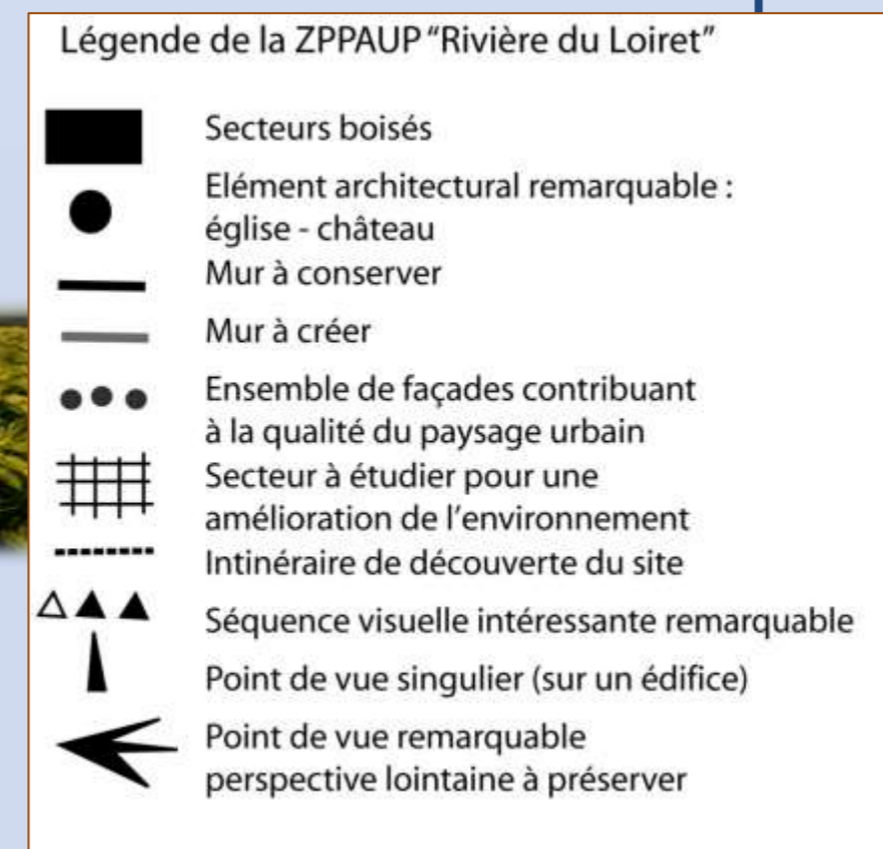 Légende de la ZPPAUP “Rivière du Loiret”
Secteurs boisés
Elément architectural remarquable :
église - château
Mur à conserver
Mur à créer
Ensemble de façades contribuant
à la qualité du paysage urbain
Secteur à étudier pour une
amélioration de l’environnement
Intinéraire de découverte du site
Séquence visuelle intéressante remarquable
Point de vue singulier (sur un édifice)
Point de vue remarquable
perspective lointaine à préserver